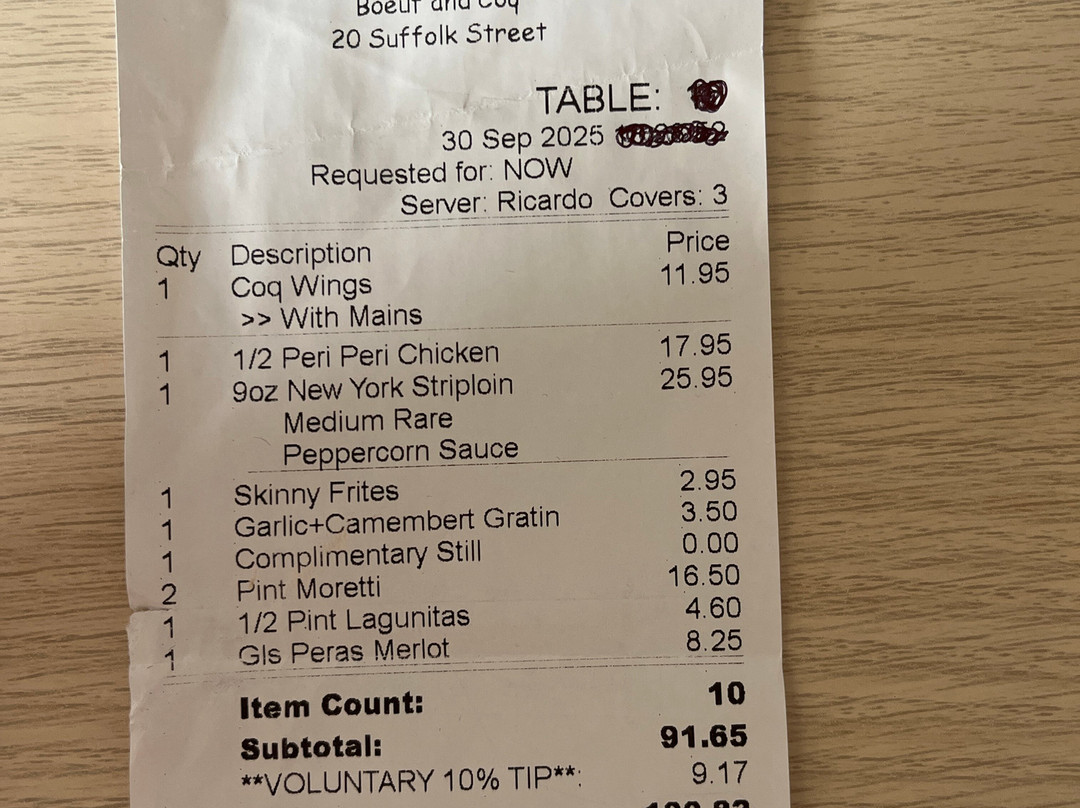 Boeuf and Coq
20 Suffolk Street
TABLE:
30 Sep 2025
Requested for: NOW
Server: Ricardo Covers: 3
Qty Description Price
1 Coq Wings 11.95
>> With Mains
1 1/2 Peri Peri Chicken 17.95
1 9oz New York Striploin 25.95
Medium Rare
Peppercorn Sauce
1 Skinny Frites 2.95
1 Garlic+Camembert Gratin 3.50
1 Complimentary Still 0.00
2 Pint Moretti 16.50
1 1/2 Pint Lagunitas 4.60
1 Gls Peras Merlot 8.25
Item Count: 10
Subtotal: 91.65
**VOLUNTARY 10% TIP**: 9.17